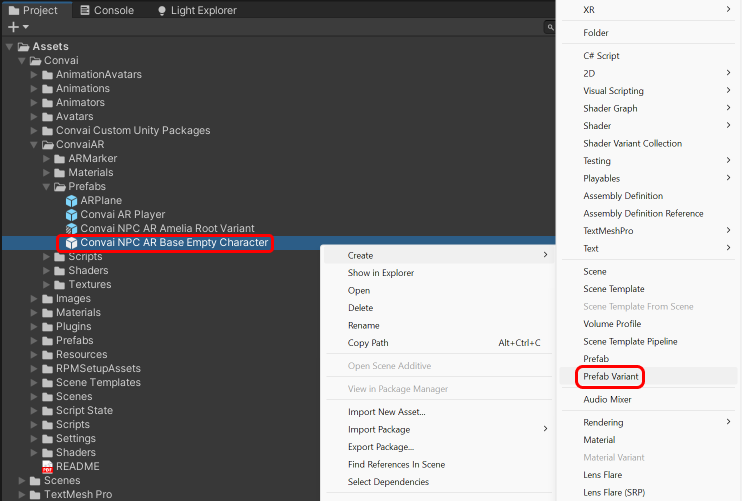 Project
Console
Light Explorer
Assets
Convai
AnimationAvatars
Animations
Animators
Avatars
Convai Custom Unity Packages
ConvaiAR
ARMarker
Materials
Prefabs
ARPlane
Convai AR Player
Convai NPC AR Amelia Root Variant
Convai NPC AR Base Empty Character
Scripts
Shaders
Textures
Images
Materials
Plugins
Prefabs
Resources
RPMSetupAssets
Scene Templates
Scenes
Script State
Scripts
Settings
Shaders
README
Scenes
TextMesh Pro
Create
Show in Explorer
Open
Delete
Rename
Copy Path Alt+Ctrl+C
Open Scene Additive
View in Package Manager
Import New Asset...
Import Package
Export Package...
Find References In Scene
Select Dependencies
XR
Folder
C# Script
2D
Visual Scripting
Shader Graph
Shader
Shader Variant Collection
Testing
Playables
Assembly Definition
Assembly Definition Reference
TextMeshPro
Text
Scene
Scene Template
Scene Template From Scene
Volume Profile
Scene Template Pipeline
Prefab
Prefab Variant
Audio Mixer
Rendering
Material
Material Variant
Lens Flare
Lens Flare (SRP)